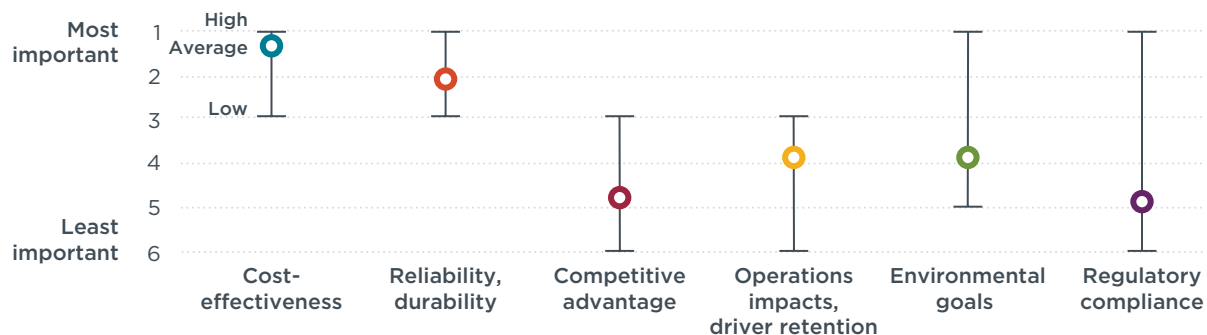 Most
important
1
High
Average
2
Low
3
4
5
Least
important
6
Cost-
effectiveness
Reliability,
durability
Competitive
advantage
Operations
impacts,
driver retention
Environmental
goals
Regulatory
compliance